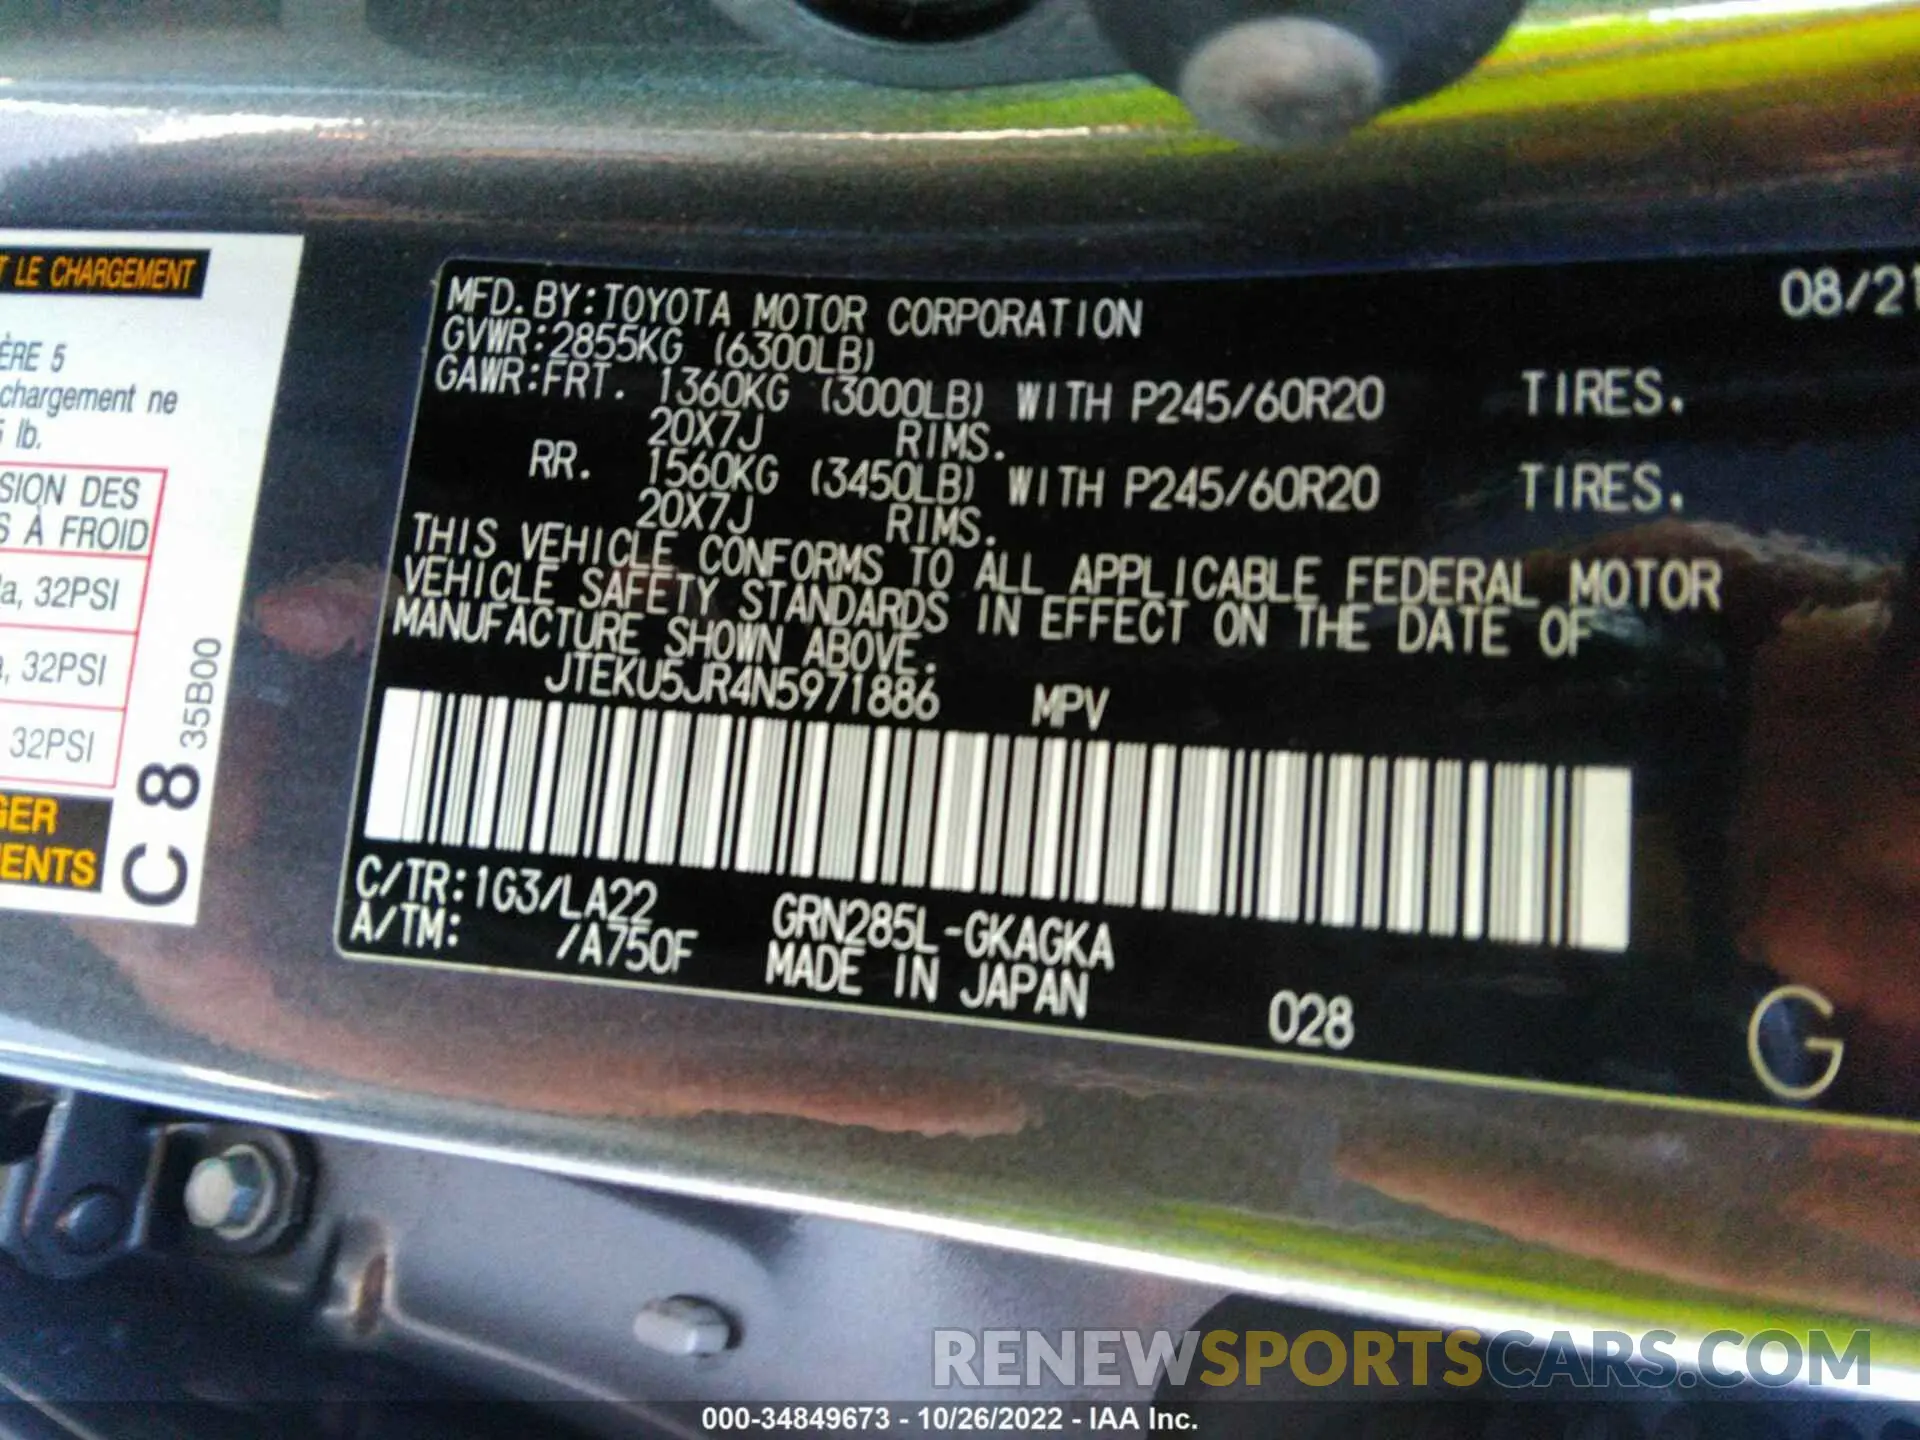 T LE CHARGEMENT
ÈRE 5
chargement ne
5 lb.
SION DES
S À FROID
a, 32PSI
, 32PSI
32PSI
GER
ENTS
C 8 35B00
08/21
MFD. BY: TOYOTA MOTOR CORPORATION
GVWR: 2855KG (6300LB)
GAWR: FRT. 1360KG (3000LB) WITH P245/60R20 TIRES.
20X7J RIMS.
RR. 1560KG (3450LB) WITH P245/60R20 TIRES.
20X7J RIMS.
THIS VEHICLE CONFORMS TO ALL APPLICABLE FEDERAL MOTOR
VEHICLE SAFETY STANDARDS IN EFFECT ON THE DATE OF
MANUFACTURE SHOWN ABOVE.
JTEKU5JR4N5971886 MPV
C/TR: 1G3/LA22 GRN285L-GKAGKA
A/TM: /A750F MADE IN JAPAN
028
G
RENEWSPORTSCARS.COM
000-34849673 - 10/26/2022 - IAA Inc.